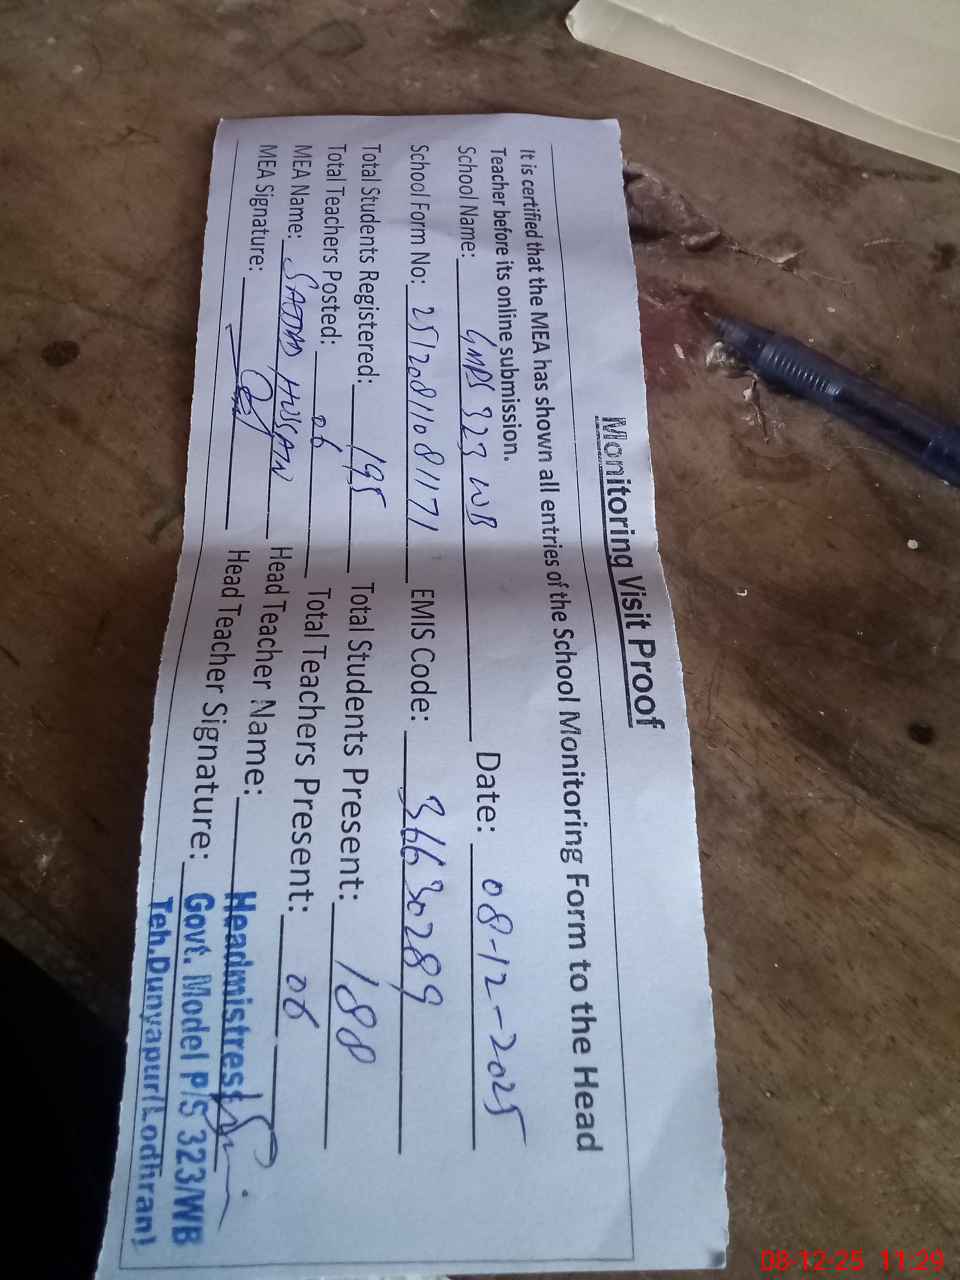 Monitoring Visit Proof
It is certified that the MEA has shown all entries of the School Monitoring Form to the Head
Teacher before its online submission.
School Name: GMPS 323 WB Date: 08-12-2025
School Form No: 25120811081171 EMIS Code: 36630289
Total Students Registered: 195 Total Students Present: 188
Total Teachers Posted: 06 Total Teachers Present: 06
MEA Name: SADDAM HUSSAIN Head Teacher Name:
MEA Signature: Head Teacher Signature:
Headmistress
Govt. Model P/S 323/WB
Teh.Dunyapur(Lodhran)
08-12-25 11:29